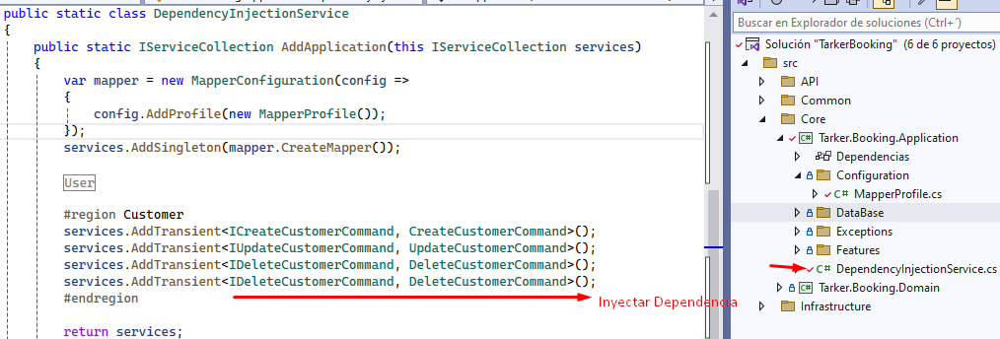 Buscar en Explorador de soluciones (Ctrl+´)
public static class DependencyInjectionService
{
public static IServiceCollection AddApplication(this IServiceCollection services)
{
var mapper = new MapperConfiguration(config =>
{
config.AddProfile(new MapperProfile());
});
services.AddSingleton(mapper.CreateMapper());
User
#region Customer
services.AddTransient<ICreateCustomerCommand, CreateCustomerCommand>();
services.AddTransient<IUpdateCustomerCommand, UpdateCustomerCommand>();
services.AddTransient<IDeleteCustomerCommand, DeleteCustomerCommand>();
services.AddTransient<IDeleteCustomerCommand, DeleteCustomerCommand>();
#endregion
Inyectar Dependencia
return services;
Solución "TarkerBooking" (6 de 6 proyectos)
src
API
Common
Core
C# Tarker.Booking.Application
Dependencias
Configuration
C# MapperProfile.cs
DataBase
Exceptions
Features
C# DependencyInjectionService.cs
C# Tarker.Booking.Domain
Infrastructure